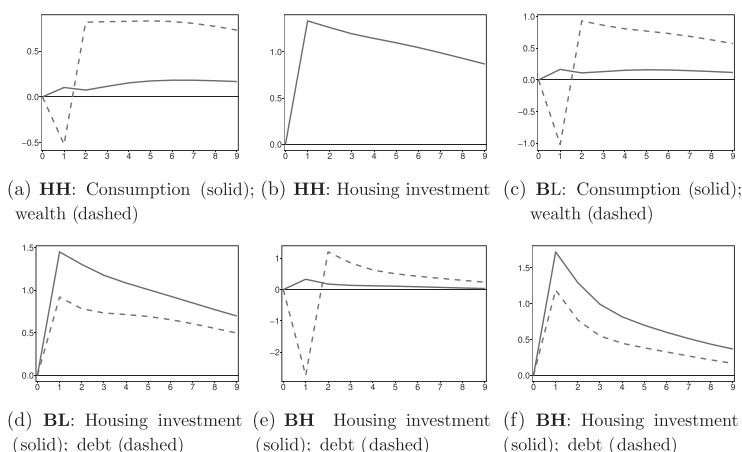 0.5
0.0
−0.5
0 1 2 3 4 5 6 7 8 9
1.0
0.5
0.0
0 1 2 3 4 5 6 7 8 9
1.0
0.5
0.0
−0.5
−1.0
0 1 2 3 4 5 6 7 8 9
(a) HH: Consumption (solid);
wealth (dashed)
(b) HH: Housing investment
(c) BL: Consumption (solid);
wealth (dashed)
1.5
1.0
0.5
0.0
0 1 2 3 4 5 6 7 8 9
1
0
−1
−2
0 1 2 3 4 5 6 7 8 9
1.5
1.0
0.5
0.0
0 1 2 3 4 5 6 7 8 9
(d) BL: Housing investment
(solid); debt (dashed)
(e) BH Housing investment
(solid); debt (dashed)
(f) BH: Housing investment
(solid); debt (dashed)